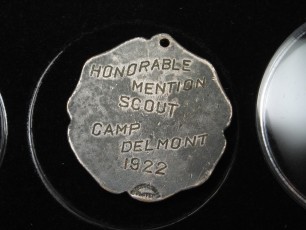 HONORABLE
MENTION
SCOUT
CAMP
DELMONT
1922